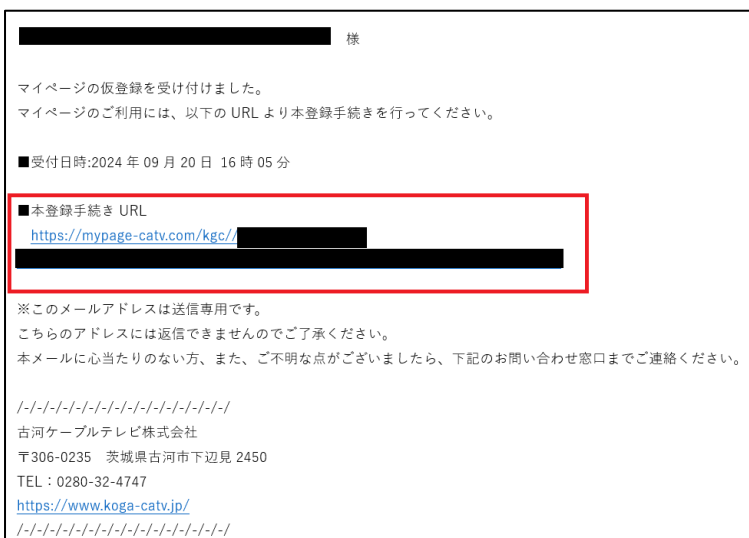 様
マイページの仮登録を受け付けました。
マイページのご利用には、以下の URL より本登録手続きを行ってください。
■受付日時:2024 年 09 月 20 日 16 時 05 分
■本登録手続き URL
https://mypage-catv.com/kgc//
※このメールアドレスは送信専用です。
こちらのアドレスには返信できませんのでご了承ください。
本メールに心当たりのない方、また、ご不明な点がございましたら、下記のお問い合わせ窓口までご連絡ください。
/-/-/-/-/-/-/-/-/-/-/-/-/-/-/-/-/-/
古河ケーブルテレビ株式会社
〒306-0235　茨城県古河市下辺見 2450
TEL：0280-32-4747
https://www.koga-catv.jp/
/-/-/-/-/-/-/-/-/-/-/-/-/-/-/-/-/-/